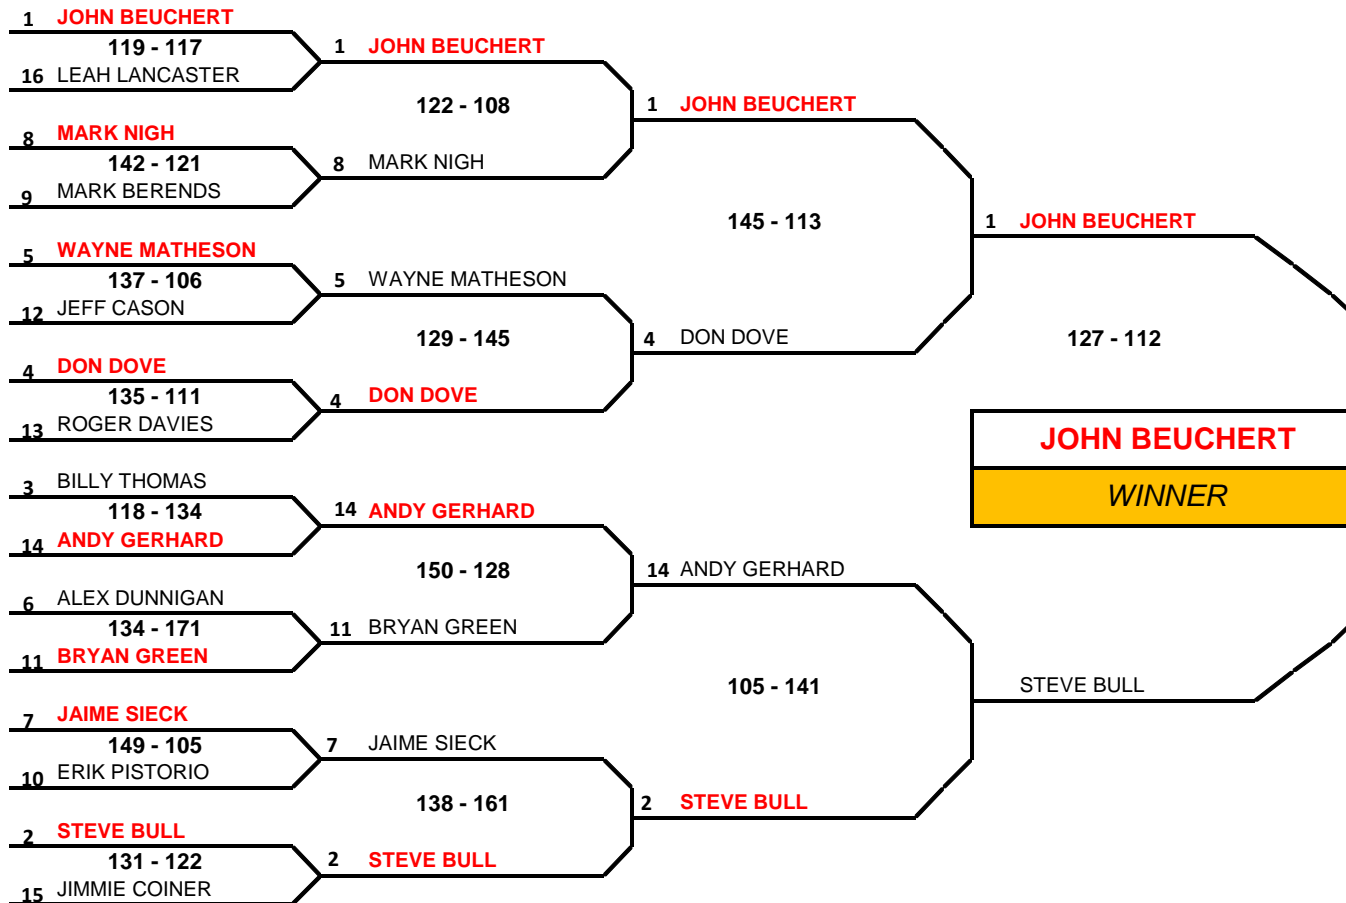 1 JOHN BEUCHERT
119 - 117
16 LEAH LANCASTER
8 MARK NIGH
142 - 121
9 MARK BERENDS
5 WAYNE MATHESON
137 - 106
12 JEFF CASON
4 DON DOVE
135 - 111
13 ROGER DAVIES
3 BILLY THOMAS
118 - 134
14 ANDY GERHARD
6 ALEX DUNNIGAN
134 - 171
11 BRYAN GREEN
7 JAIME SIECK
149 - 105
10 ERIK PISTORIO
2 STEVE BULL
131 - 122
15 JIMMIE COINER
1 JOHN BEUCHERT
122 - 108
8 MARK NIGH
5 WAYNE MATHESON
129 - 145
4 DON DOVE
14 ANDY GERHARD
150 - 128
11 BRYAN GREEN
7 JAIME SIECK
138 - 161
2 STEVE BULL
1 JOHN BEUCHERT
145 - 113
4 DON DOVE
14 ANDY GERHARD
105 - 141
2 STEVE BULL
1 JOHN BEUCHERT
127 - 112
STEVE BULL
JOHN BEUCHERT
WINNER